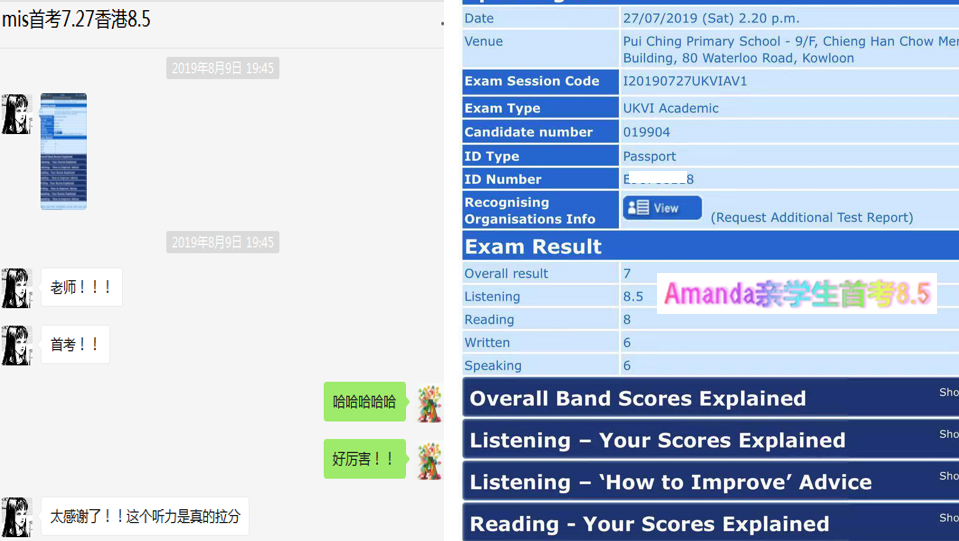 mis首考7.27香港8.5
2019年8月9日 19:45
2019年8月9日 19:45
老师！！！
首考！！
哈哈哈哈哈
好厉害！！
太感谢了！！这个听力是真的拉分
Date 27/07/2019 (Sat) 2.20 p.m.
Venue Pui Ching Primary School - 9/F, Chieng Han Chow Mer
Building, 80 Waterloo Road, Kowloon
Exam Session Code I20190727UKVIAV1
Exam Type UKVI Academic
Candidate number 019904
ID Type Passport
ID Number
Recognising
Organisations Info View (Request Additional Test Report)
Exam Result
Overall result 7
Listening 8.5
Amanda亲学生首考8.5
Reading 8
Written 6
Speaking 6
Overall Band Scores Explained Sho
Listening – Your Scores Explained Sho
Listening – ‘How to Improve’ Advice Sho
Reading - Your Scores Explained Sho